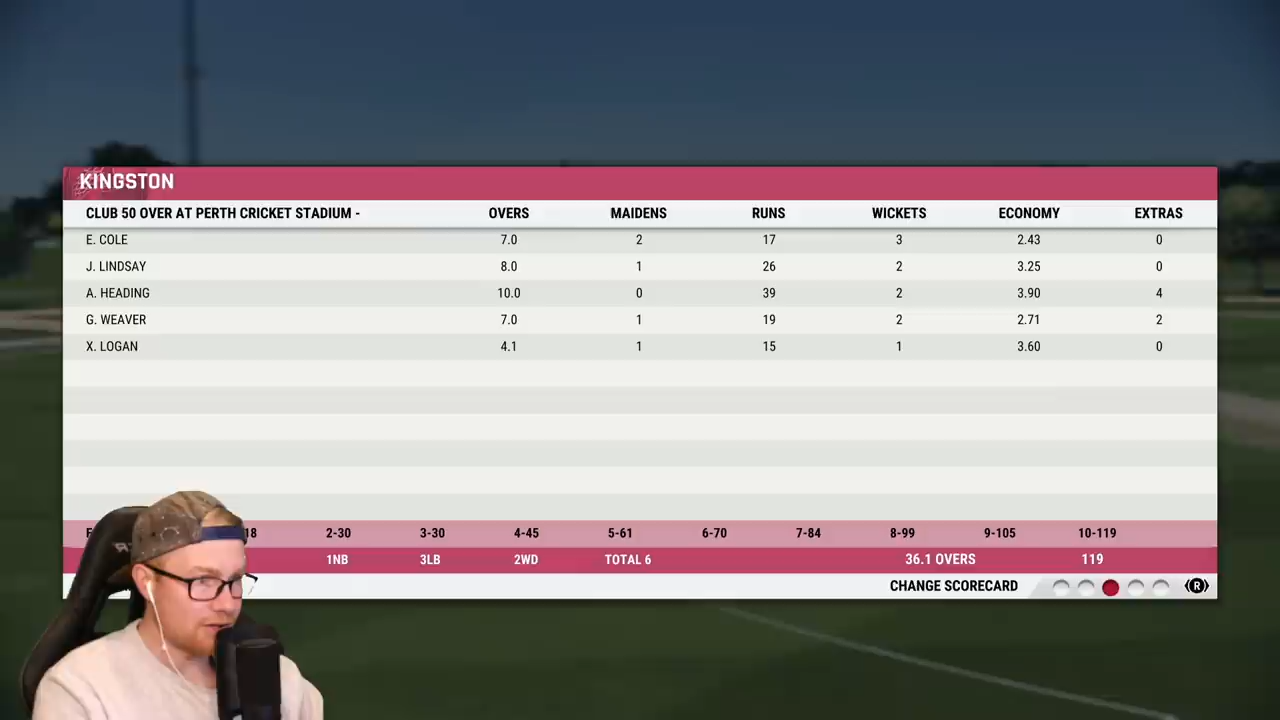 KINGSTON
CLUB 50 OVER AT PERTH CRICKET STADIUM - OVERS MAIDENS RUNS WICKETS ECONOMY EXTRAS
E. COLE 7.0 2 17 3 2.43 0
J. LINDSAY 8.0 1 26 2 3.25 0
A. HEADING 10.0 0 39 2 3.90 4
G. WEAVER 7.0 1 19 2 2.71 2
X. LOGAN 4.1 1 15 1 3.60 0
18 2-30 3-30 4-45 5-61 6-70 7-84 8-99 9-105 10-119
1NB 3LB 2WD TOTAL 6 36.1 OVERS 119
CHANGE SCORECARD R